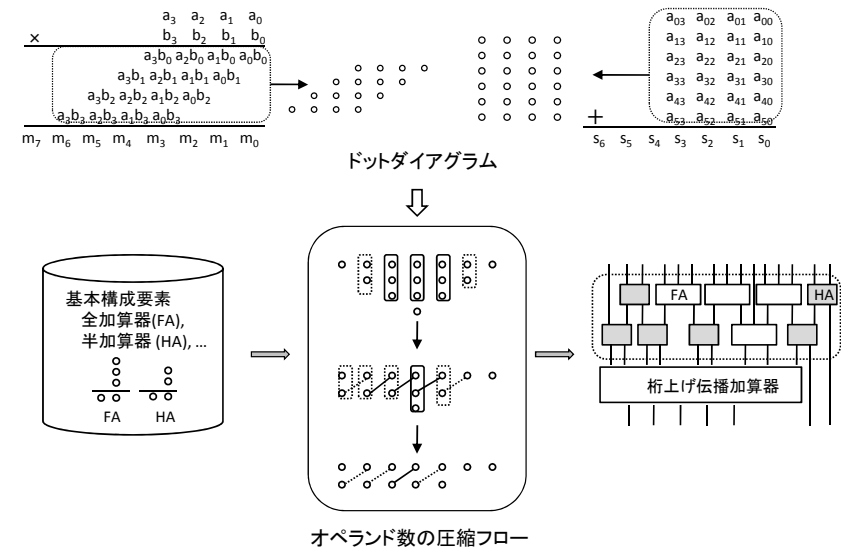 a₃ a₂ a₁ a₀
× b₃ b₂ b₁ b₀
a₃b₀ a₂b₀ a₁b₀ a₀b₀
a₃b₁ a₂b₁ a₁b₁ a₀b₁
a₃b₂ a₂b₂ a₁b₂ a₀b₂
a₃b₃ a₂b₃ a₁b₃ a₀b₃
m₇ m₆ m₅ m₄ m₃ m₂ m₁ m₀
a₀₃ a₀₂ a₀₁ a₀₀
a₁₃ a₁₂ a₁₁ a₁₀
a₂₃ a₂₂ a₂₁ a₂₀
a₃₃ a₃₂ a₃₁ a₃₀
a₄₃ a₄₂ a₄₁ a₄₀
+ a₅₃ a₅₂ a₅₁ a₅₀
s₆ s₅ s₄ s₃ s₂ s₁ s₀
ドットダイアグラム
基本構成要素
全加算器(FA),
半加算器 (HA), ...
FA HA
FA HA
桁上げ伝播加算器
オペランド数の圧縮フロー